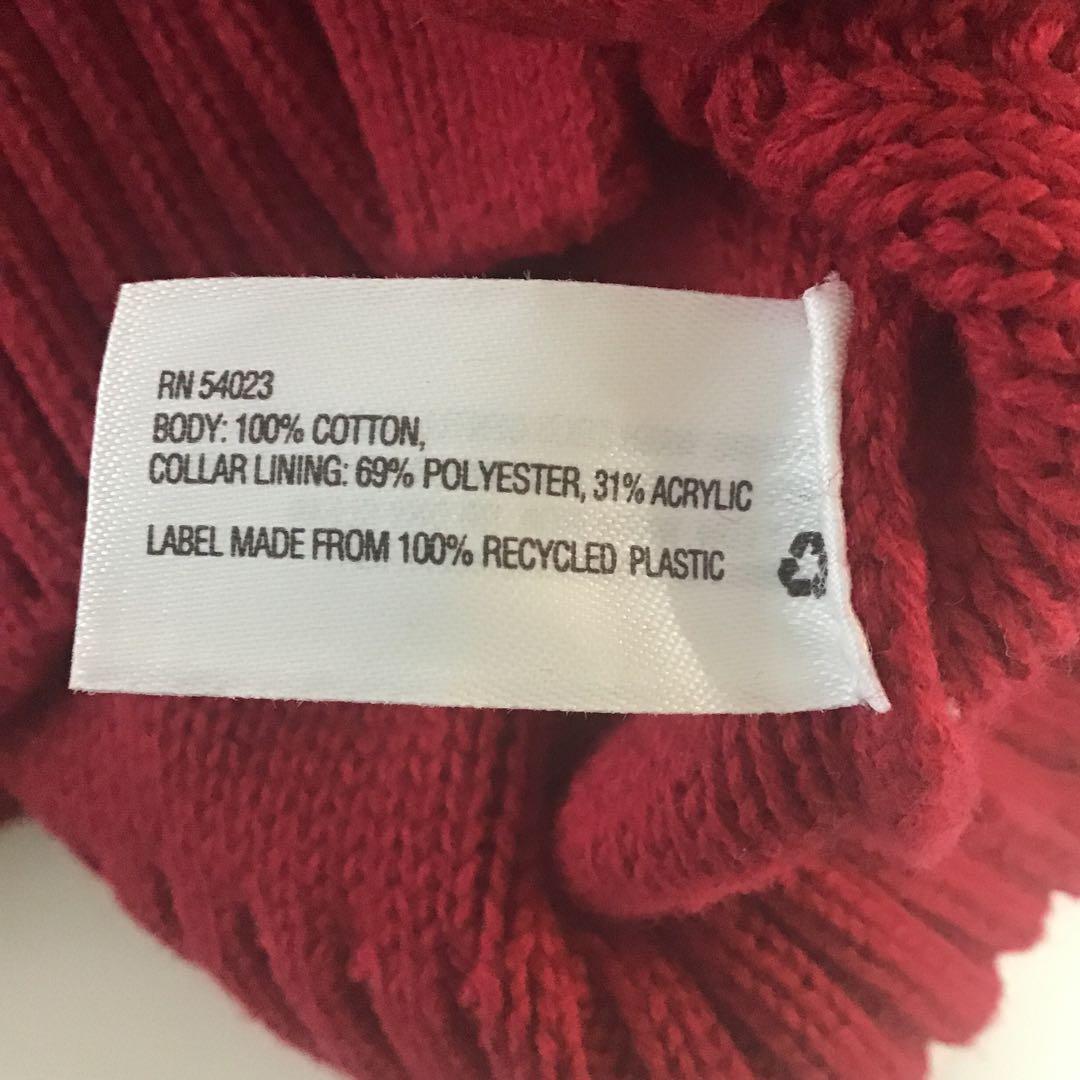 RN 54023
BODY: 100% COTTON,
COLLAR LINING: 69% POLYESTER, 31% ACRYLIC
LABEL MADE FROM 100% RECYCLED PLASTIC